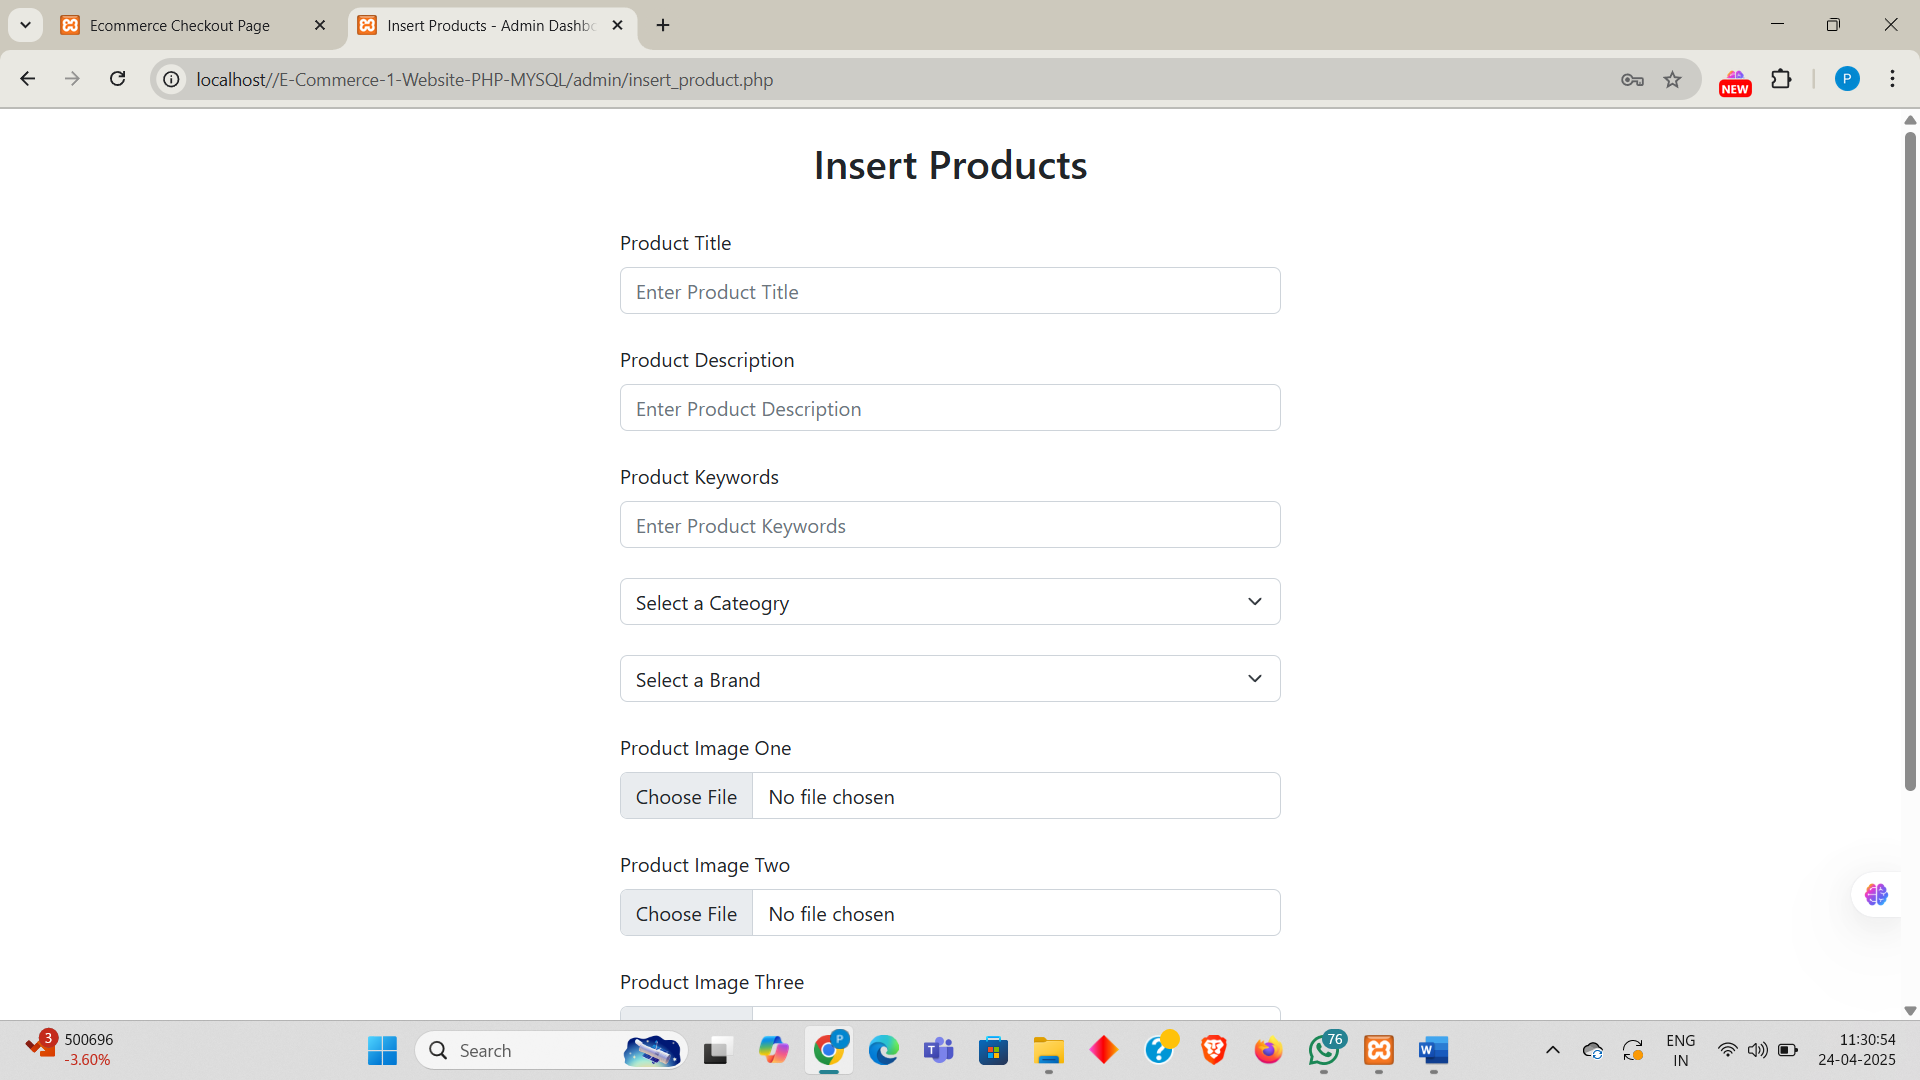 Ecommerce Checkout Page
Insert Products - Admin Dashbo
localhost//E-Commerce-1-Website-PHP-MYSQL/admin/insert_product.php
NEW
P
Insert Products
Product Title
Enter Product Title
Product Description
Enter Product Description
Product Keywords
Enter Product Keywords
Select a Cateogry
Select a Brand
Product Image One
Choose File No file chosen
Product Image Two
Choose File No file chosen
Product Image Three
3
500696
-3.60%
Search
P
76
ENG
IN
11:30:54
24-04-2025